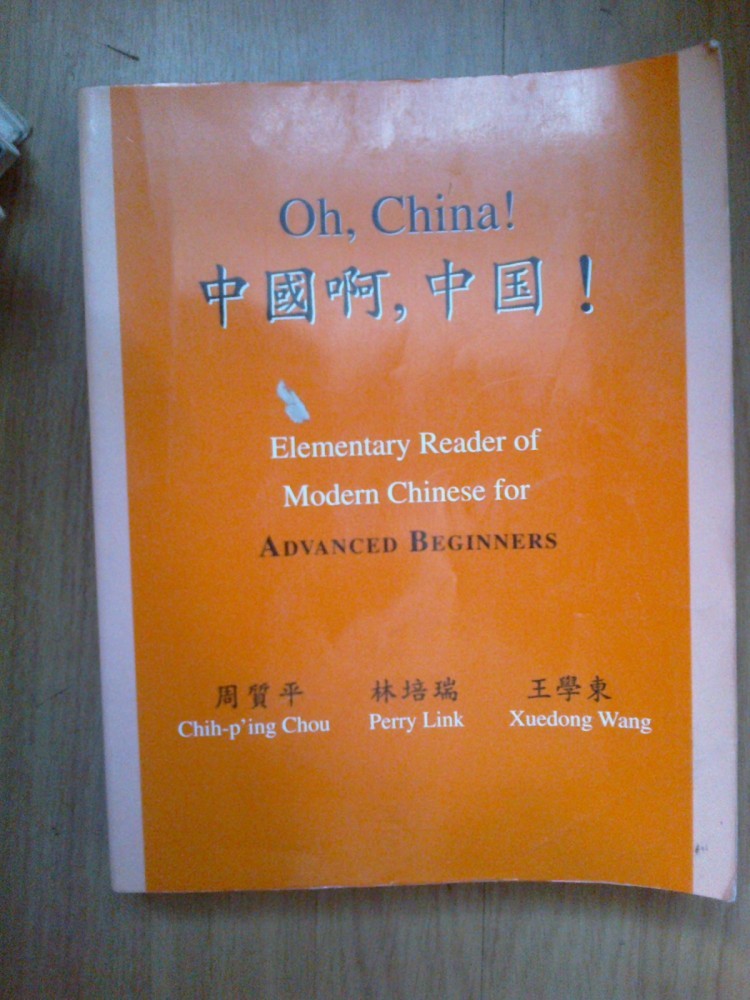 Oh, China!
中國啊, 中国！
Elementary Reader of
Modern Chinese for
ADVANCED BEGINNERS
周質平 林培瑞 王學東
Chih-p'ing Chou Perry Link Xuedong Wang